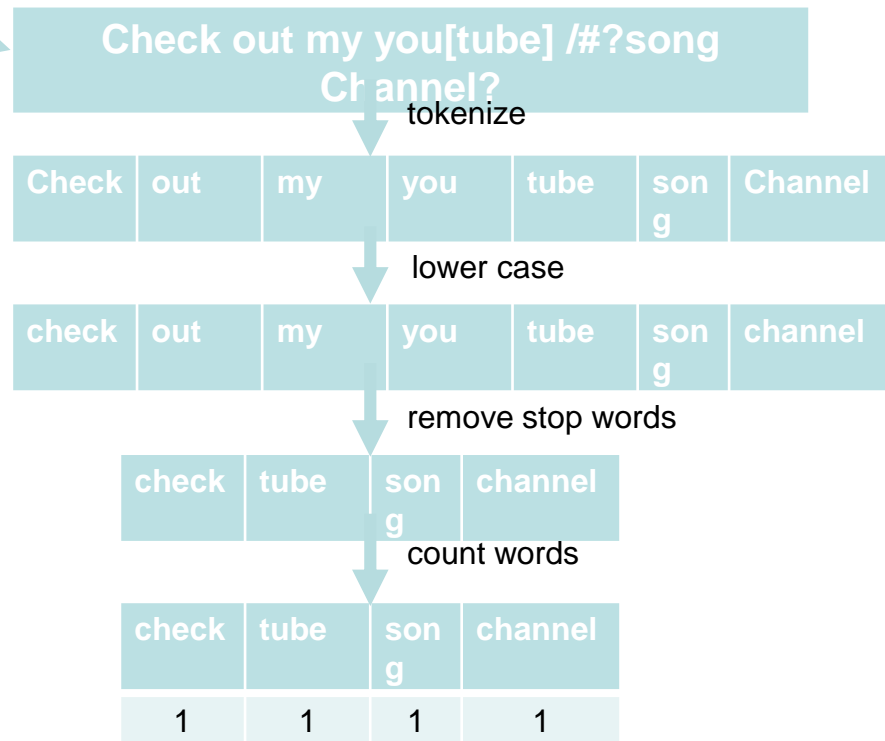 Check out my you[tube] /#?song
Channel?
tokenize
Check out my you tube son Channel
g
lower case
check out my you tube son channel
g
remove stop words
check tube son channel
g
count words
check tube son channel
g
1 1 1 1